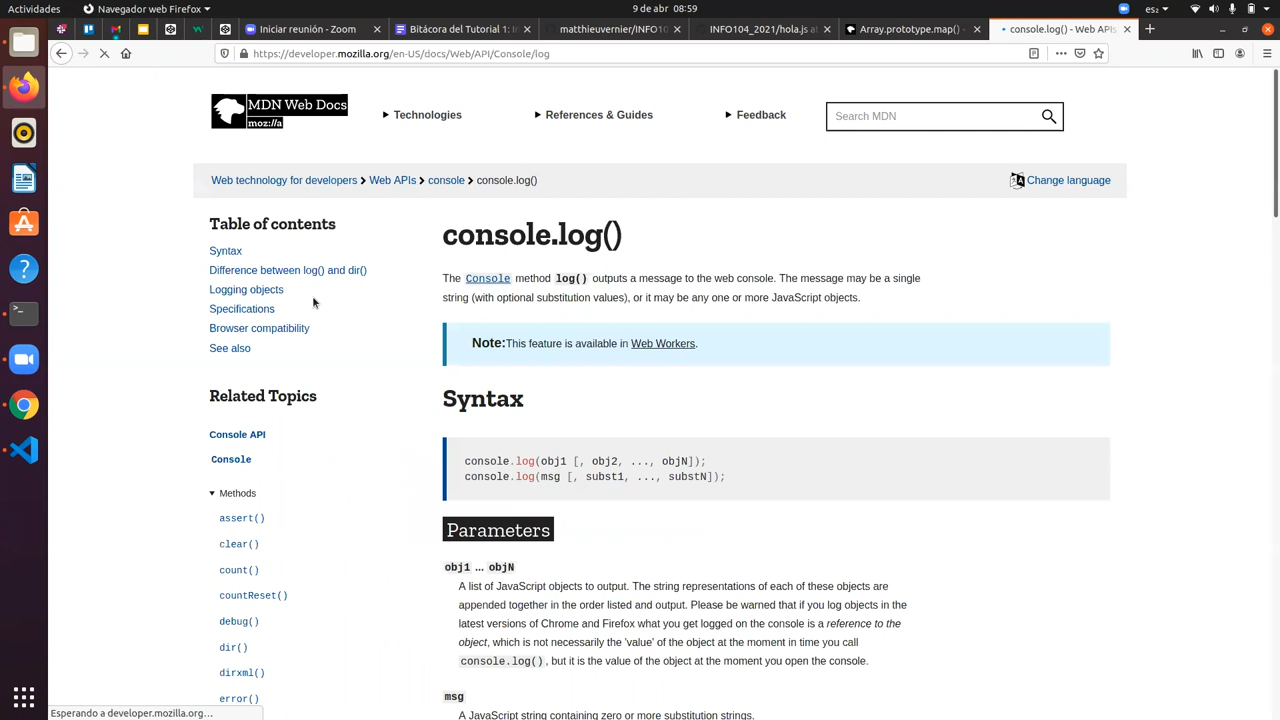 Actividades
Navegador web Firefox
9 de abr 08:59
es2
Iniciar reunión - Zoom
Bitácora del Tutorial 1: I
matthieuvernier/INFO10
INFO104_2021/hola.js at
Array.prototype.map() -
console.log() - Web APIs
https://developer.mozilla.org/en-US/docs/Web/API/Console/log
MDN Web Docs
moz://a
Technologies
References & Guides
Feedback
Search MDN
Web technology for developers > Web APIs > console > console.log()
Change language
Table of contents
Syntax
Difference between log() and dir()
Logging objects
Specifications
Browser compatibility
See also
Related Topics
Console API
Console
Methods
assert()
clear()
count()
countReset()
debug()
dir()
dirxml()
error()
console.log()
The Console method log() outputs a message to the web console. The message may be a single
string (with optional substitution values), or it may be any one or more JavaScript objects.
Note:This feature is available in Web Workers.
Syntax
console.log(obj1 [, obj2, ..., objN]);
console.log(msg [, subst1, ..., substN]);
Parameters
obj1 ... objN
A list of JavaScript objects to output. The string representations of each of these objects are
appended together in the order listed and output. Please be warned that if you log objects in the
latest versions of Chrome and Firefox what you get logged on the console is a reference to the
object, which is not necessarily the 'value' of the object at the moment in time you call
console.log(), but it is the value of the object at the moment you open the console.
msg
A JavaScript string containing zero or more substitution strings.
Esperando a developer.mozilla.org…